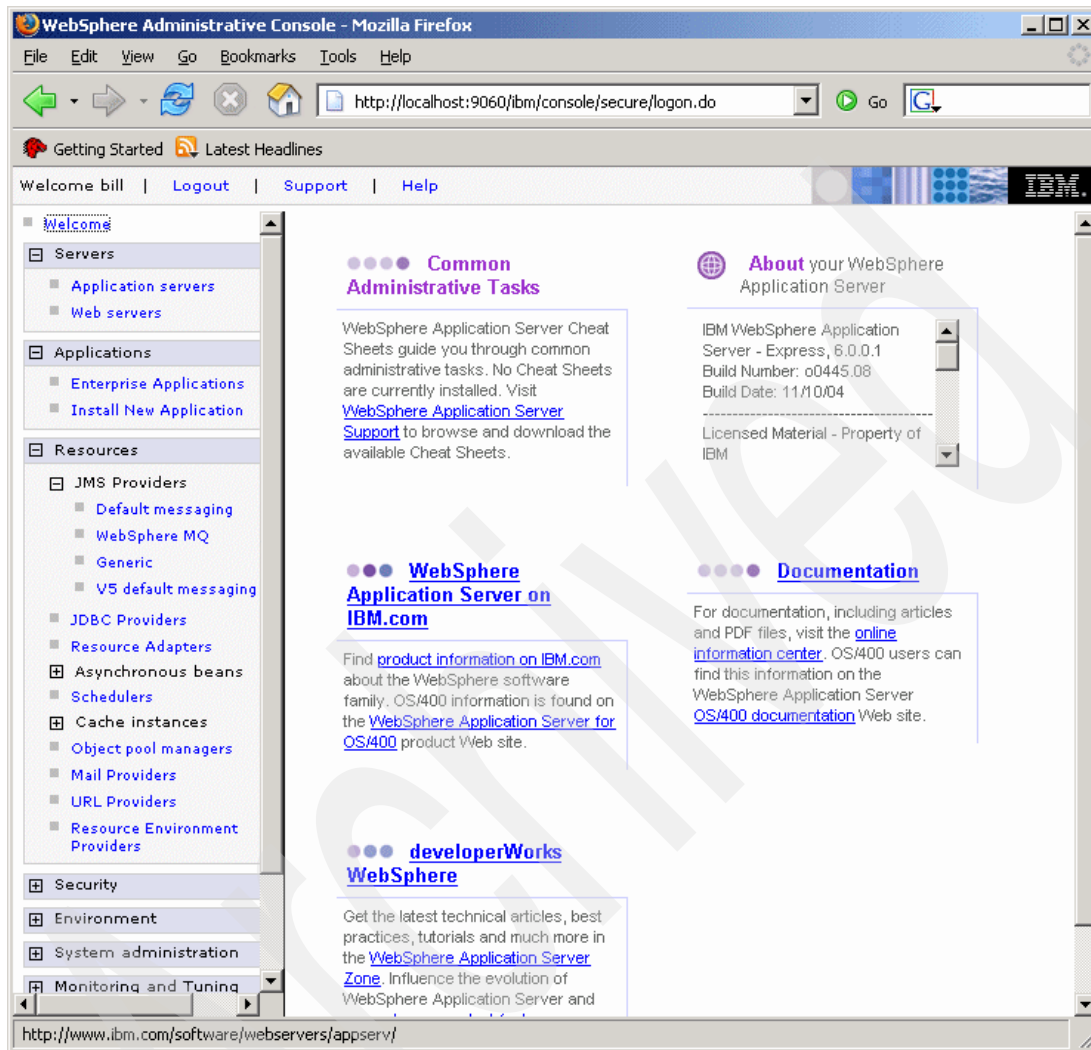 WebSphere Administrative Console - Mozilla Firefox
File Edit View Go Bookmarks Tools Help
http://localhost:9060/ibm/console/secure/logon.do Go G
Getting Started Latest Headlines
Welcome bill | Logout | Support | Help
IBM.
Welcome
Servers
Application servers
Web servers
Applications
Enterprise Applications
Install New Application
Resources
JMS Providers
Default messaging
WebSphere MQ
Generic
V5 default messaging
JDBC Providers
Resource Adapters
Asynchronous beans
Schedulers
Cache instances
Object pool managers
Mail Providers
URL Providers
Resource Environment
Providers
Security
Environment
System administration
Monitoring and Tuning
Common
Administrative Tasks
WebSphere Application Server Cheat
Sheets guide you through common
administrative tasks. No Cheat Sheets
are currently installed. Visit
WebSphere Application Server
Support to browse and download the
available Cheat Sheets.
About your WebSphere
Application Server
IBM WebSphere Application
Server - Express, 6.0.0.1
Build Number: o0445.08
Build Date: 11/10/04
--------------------------------------
Licensed Material - Property of
IBM
WebSphere
Application Server on
IBM.com
Find product information on IBM.com
about the WebSphere software
family. OS/400 information is found on
the WebSphere Application Server for
OS/400 product Web site.
Documentation
For documentation, including articles
and PDF files, visit the online
information center. OS/400 users can
find this information on the
WebSphere Application Server
OS/400 documentation Web site.
developerWorks
WebSphere
Get the latest technical articles, best
practices, tutorials and much more in
the WebSphere Application Server
Zone. Influence the evolution of
WebSphere Application Server and
http://www.ibm.com/software/webservers/appserv/